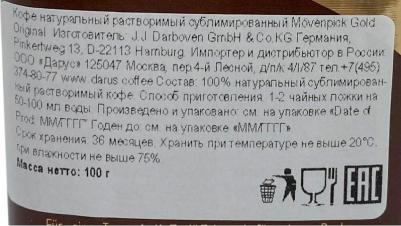 Кофе натуральный растворимый сублимированный Movenpick Gold
Original Изготовитель: J.J. Darboven GmbH & Co.KG Германия,
Pinkertweg 13, D-22113 Hamburg. Импортер и дистрибьютор в России:
ООО «Дарус» 125047 Москва, пер.4-й Лесной, д/п/к 4/I/87 тел.+7(495)
374-80-77 www.darus.coffee Состав: 100% натуральный сублимирован-
ный растворимый кофе. Способ приготовления: 1-2 чайных ложки на
50-100 мл воды. Произведено и упаковано: см. на упаковке «Date of
Prod: ММ/ГГГГ" Годен до: см. на упаковке «ММ/ГГГГ»
Срок хранения: 36 месяцев. Хранить при температуре не выше 20°C,
при влажности не выше 75%.
Масса нетто: 100 г
EAC